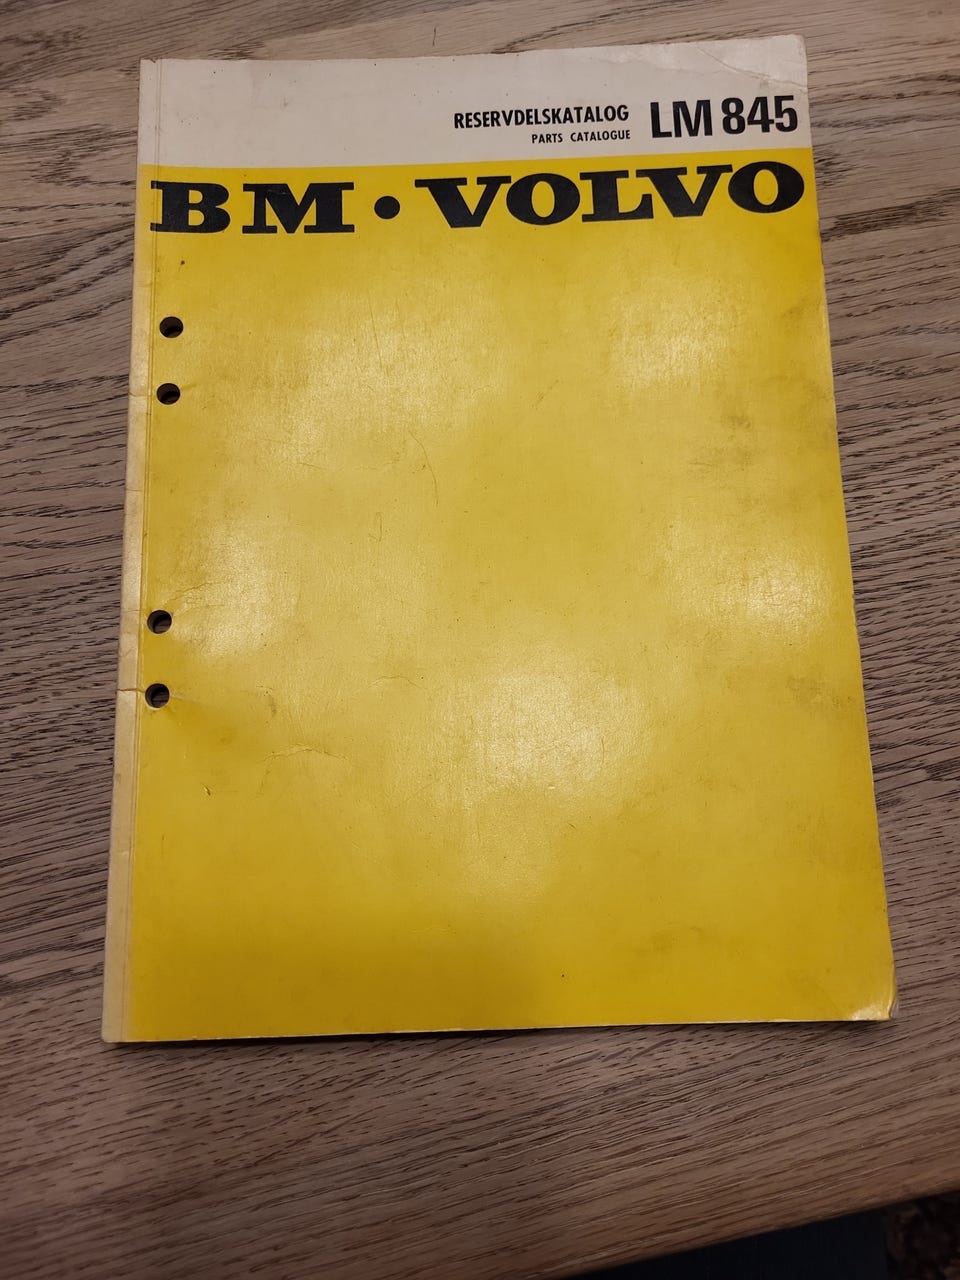 RESERVDELSKATALOG LM 845
PARTS CATALOGUE
BM • VOLVO